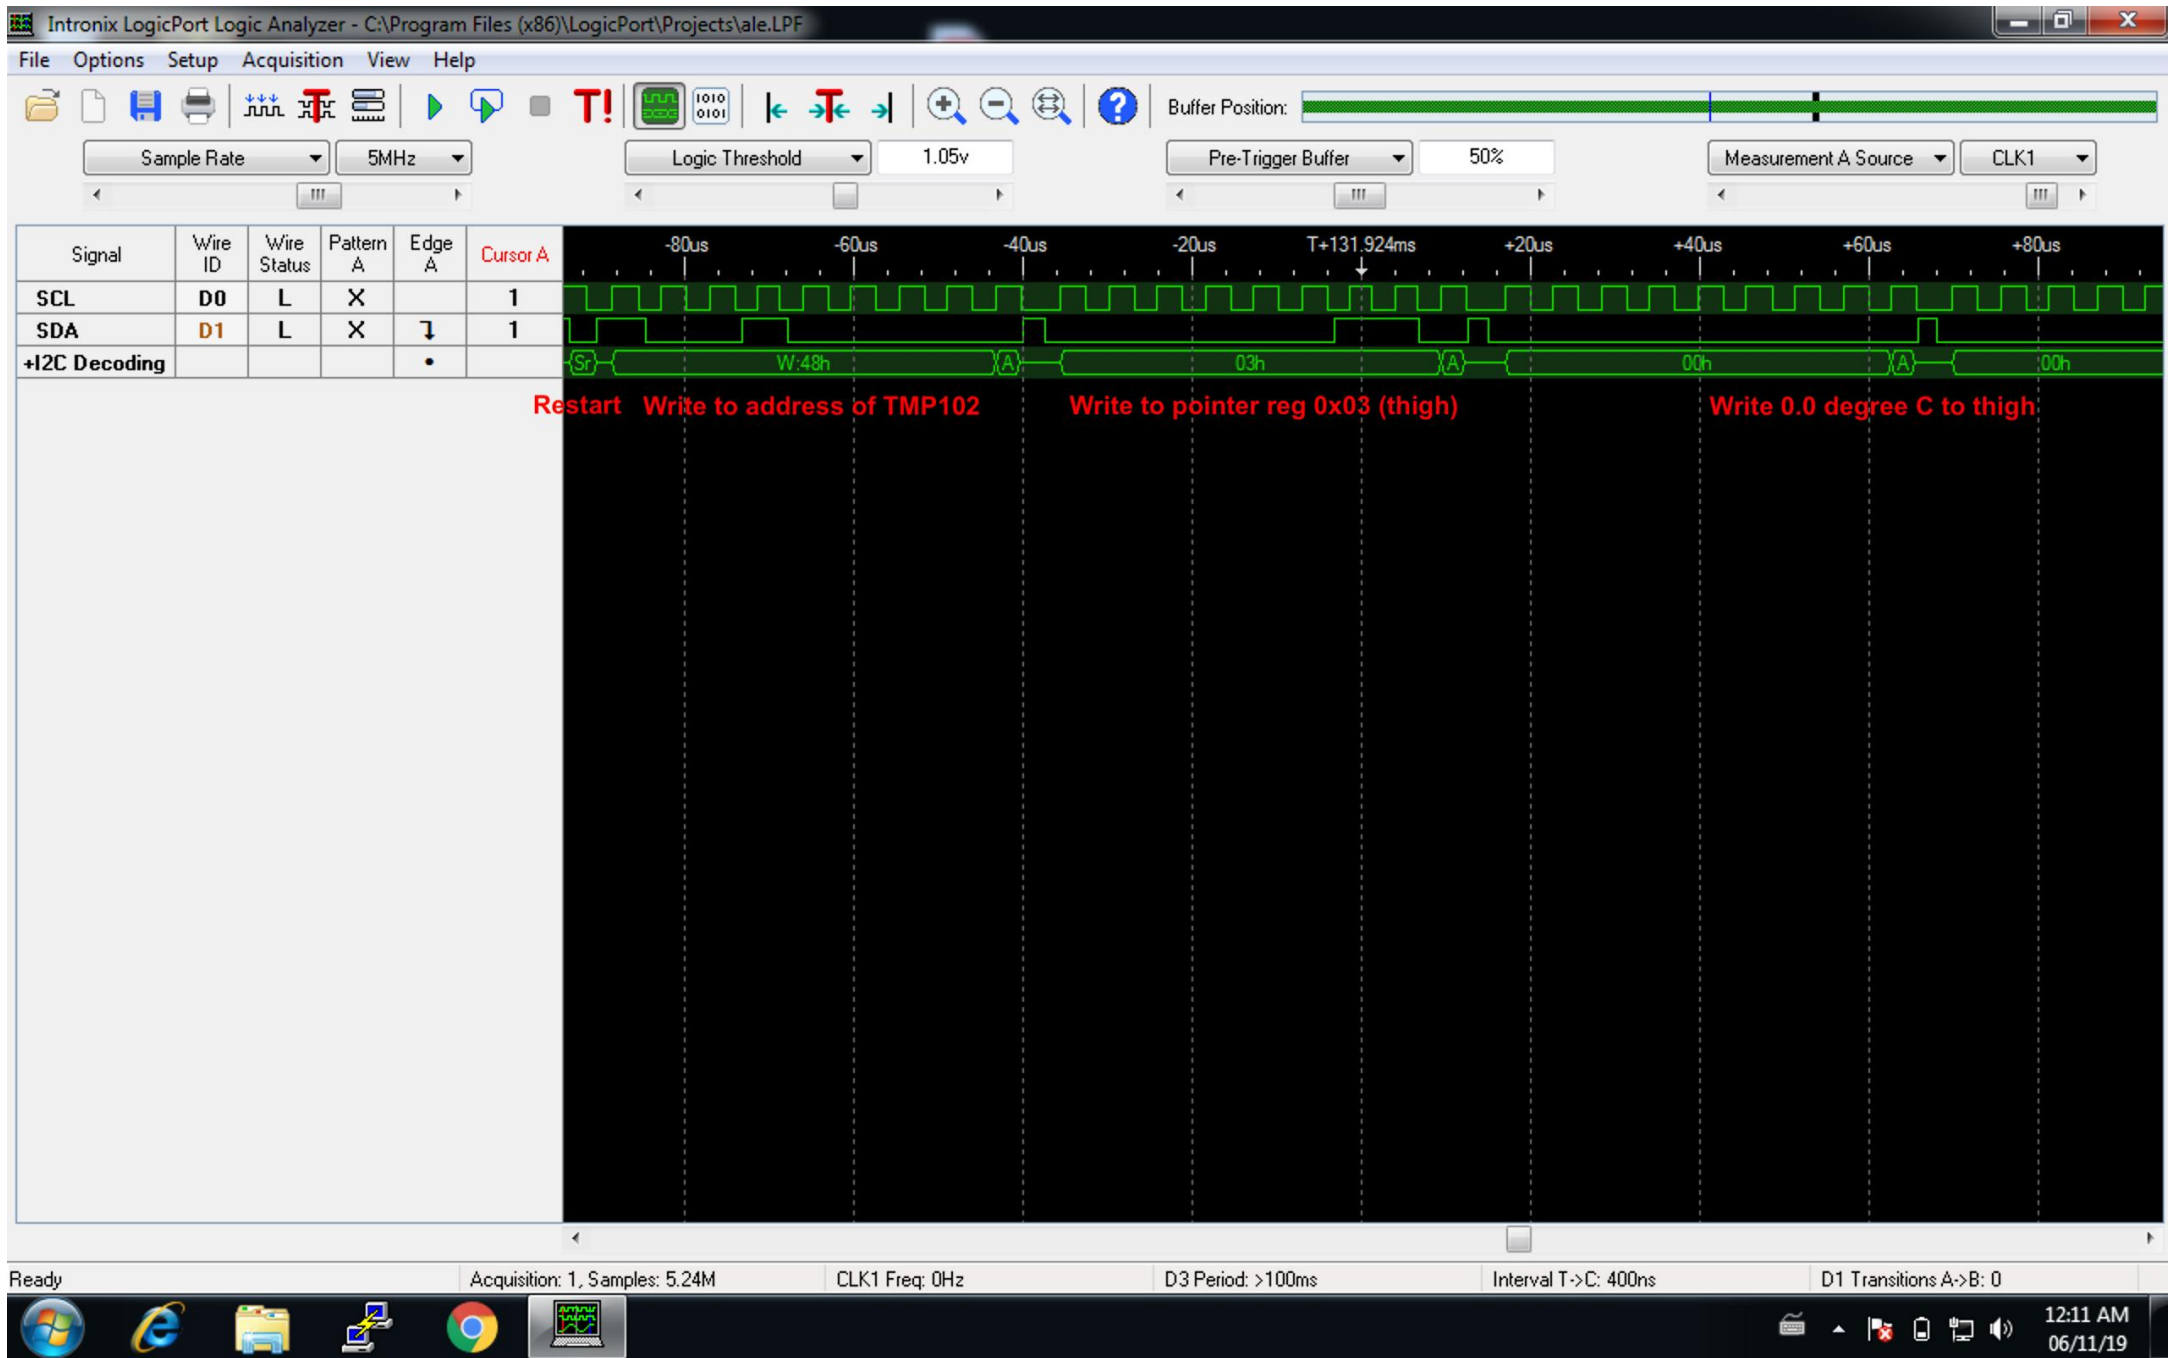 Intronix LogicPort Logic Analyzer - C:\Program Files (x86)\LogicPort\Projects\ale.LPF
File Options Setup Acquisition View Help
T! 1010 0101 Buffer Position:
Sample Rate 5MHz Logic Threshold 1.05v Pre-Trigger Buffer 50% Measurement A Source CLK1
Signal Wire ID Wire Status Pattern A Edge A Cursor A -80us -60us -40us -20us T+131.924ms +20us +40us +60us +80us
SCL D0 L X 1
SDA D1 L X 1
+I2C Decoding Sr W:48h A 03h A 00h A 00h
Restart Write to address of TMP102 Write to pointer reg 0x03 (thigh) Write 0.0 degree C to thigh
Ready Acquisition: 1, Samples: 5.24M CLK1 Freq: 0Hz D3 Period: >100ms Interval T->C: 400ns D1 Transitions A->B: 0
12:11 AM
06/11/19